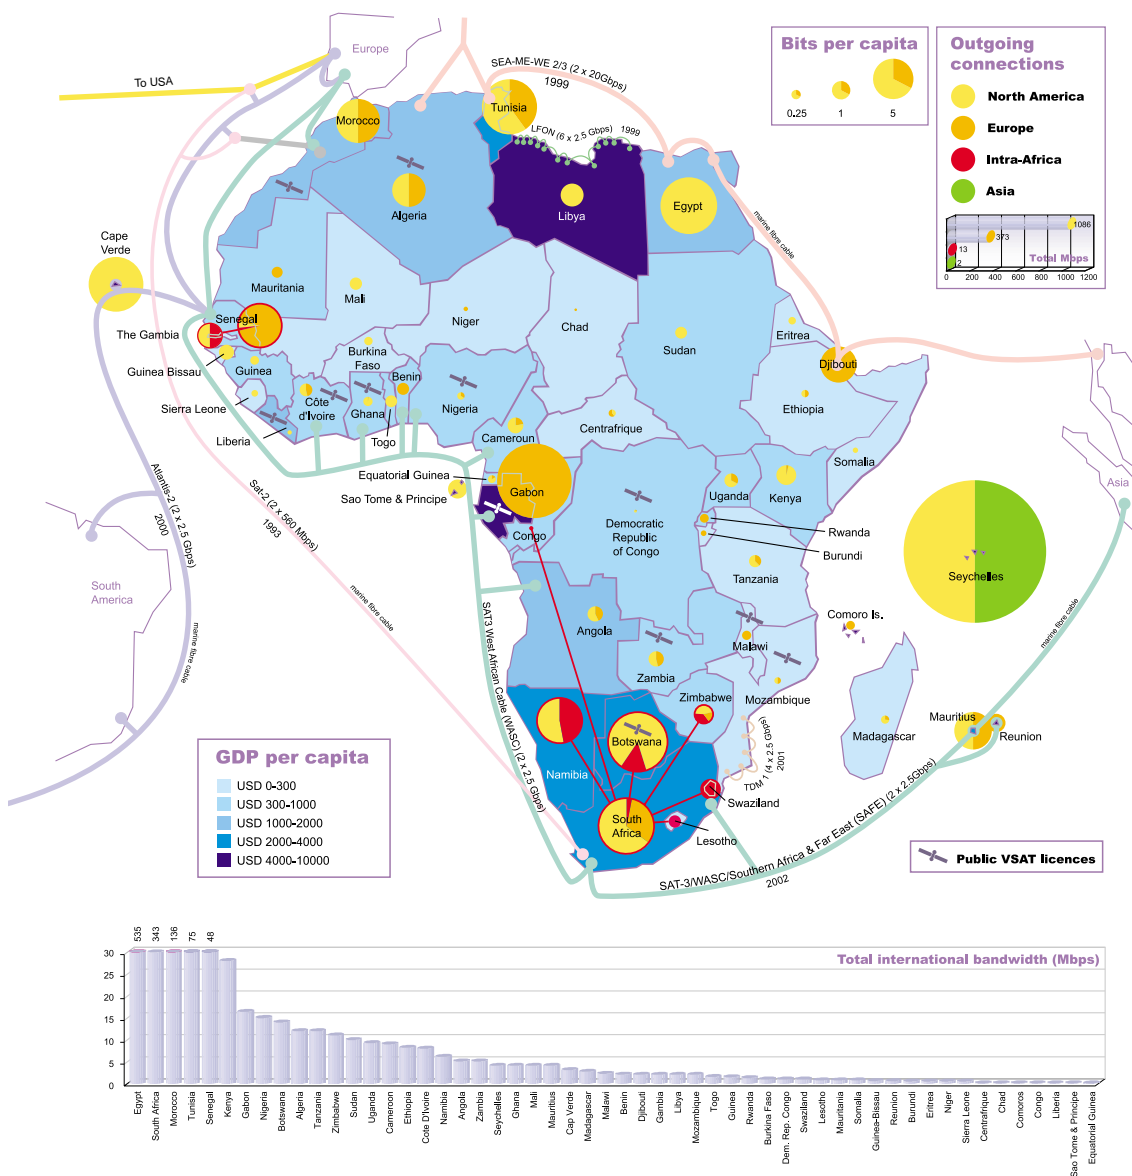 Europe
To USA
SEA-ME-WE 2/3 (2 x 20Gbps)
1999
Bits per capita
0.25
1
5
Outgoing
connections
North America
Europe
Intra-Africa
Asia
1086
373
13
2
Total Mbps
0 200 400 600 800 1000 1200
Morocco
Tunisia
LFON (6 x 2.5 Gbps) 1999
Algeria
Libya
Egypt
marine fibre cable
Cape
Verde
Mauritania
Mali
Niger
Chad
Sudan
Eritrea
Senegal
The Gambia
Guinea Bissau
Guinea
Burkina
Faso
Benin
Djibouti
Sierra Leone
Côte
d'Ivoire
Ghana
Nigeria
Ethiopia
Liberia
Togo
Cameroun
Centrafrique
Somalia
Equatorial Guinea
Sao Tome & Principe
Gabon
Congo
Uganda
Kenya
Democratic
Republic
of Congo
Rwanda
Burundi
Tanzania
Seychelles
Asia
Atlantis-2 (2 x 2.5 Gbps)
2000
Sat-2 (2 x 560 Mbps)
1993
marine fibre cable
South
America
marine fibre cable
SAT3 West African Cable (WASC) (2 x 2.5 Gbps)
Angola
Zambia
Malawi
Mozambique
Comoro Is.
marine fibre cable
Zimbabwe
Madagascar
Mauritius
Reunion
Namibia
Botswana
TDM 1 (4 x 2.5 Gbps)
2001
Swaziland
South
Africa
Lesotho
SAT-3/WASC/Southern Africa & Far East (SAFE) (2 x 2.5Gbps)
2002
GDP per capita
USD 0-300
USD 300-1000
USD 1000-2000
USD 2000-4000
USD 4000-10000
Public VSAT licences
Total international bandwidth (Mbps)
535
343
136
75
48
30
25
20
15
10
5
0
Egypt
South Africa
Morocco
Tunisia
Senegal
Kenya
Gabon
Nigeria
Botswana
Algeria
Tanzania
Zimbabwe
Sudan
Uganda
Cameroon
Ethiopia
Cote D'Ivoire
Namibia
Angola
Zambia
Seychelles
Ghana
Mali
Mauritius
Cap Verde
Madagascar
Malawi
Benin
Djibouti
Gambia
Libya
Mozambique
Togo
Guinea
Rwanda
Burkina Faso
Dem. Rep. Congo
Swaziland
Lesotho
Mauritania
Somalia
Guinea-Bissau
Reunion
Burundi
Eritrea
Niger
Sierra Leone
Centrafrique
Chad
Comoros
Congo
Liberia
Sao Tome & Principe
Equatorial Guinea